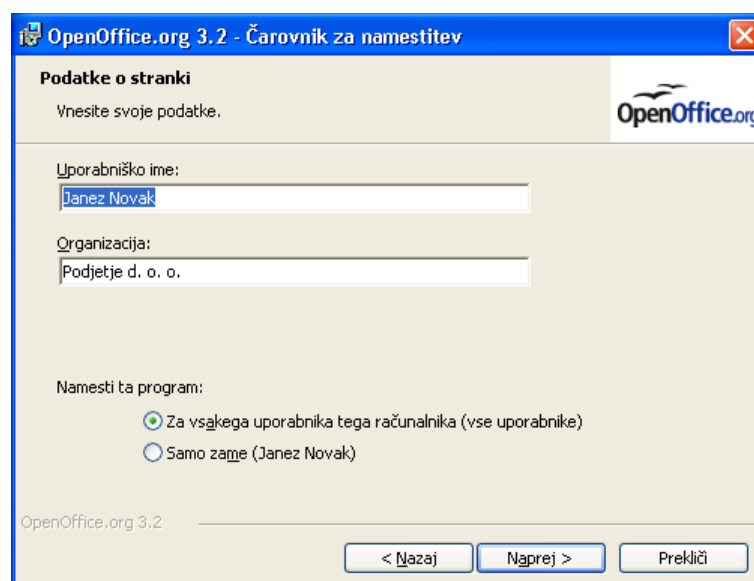 OpenOffice.org 3.2 - Čarovnik za namestitev
Podatke o stranki
Vnesite svoje podatke.
OpenOffice.org
Uporabniško ime:
Janez Novak
Organizacija:
Podjetje d. o. o.
Namesti ta program:
Za vsakega uporabnika tega računalnika (vse uporabnike)
Samo zame (Janez Novak)
OpenOffice.org 3.2
< Nazaj
Naprej >
Prekliči